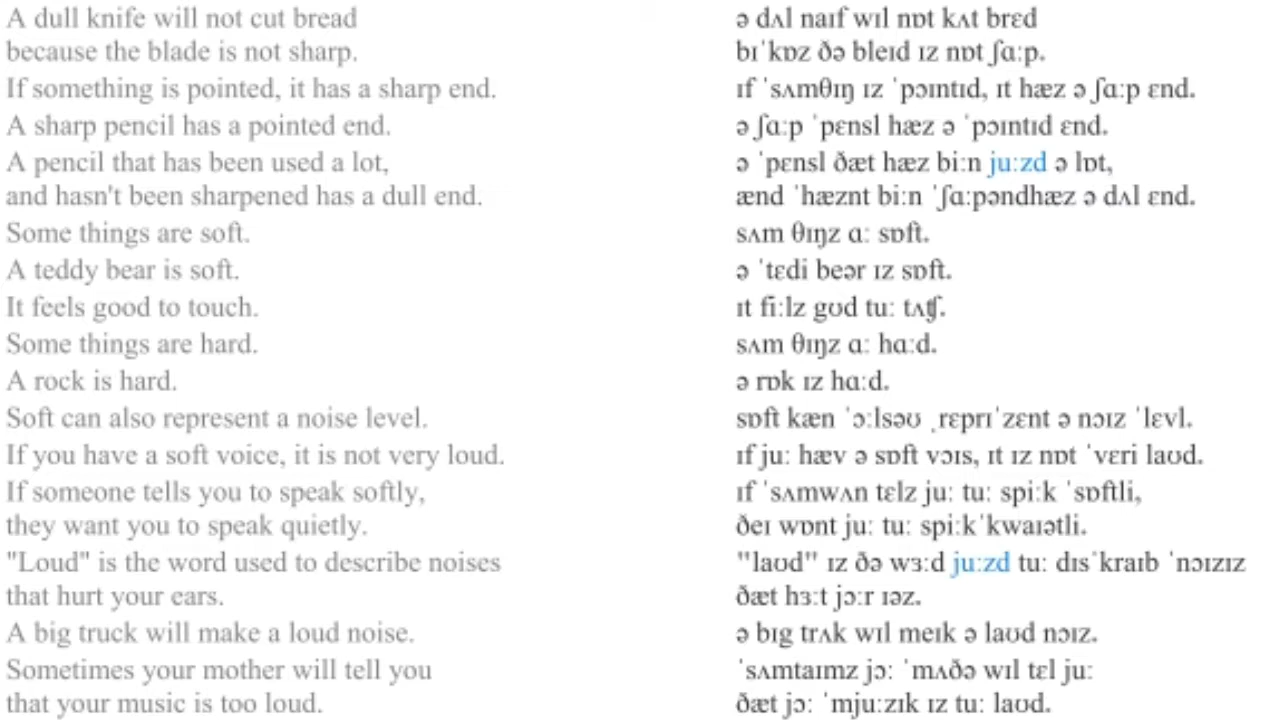 A dull knife will not cut bread
because the blade is not sharp.
If something is pointed, it has a sharp end.
A sharp pencil has a pointed end.
A pencil that has been used a lot,
and hasn't been sharpened has a dull end.
Some things are soft.
A teddy bear is soft.
It feels good to touch.
Some things are hard.
A rock is hard.
Soft can also represent a noise level.
If you have a soft voice, it is not very loud.
If someone tells you to speak softly,
they want you to speak quietly.
"Loud" is the word used to describe noises
that hurt your ears.
A big truck will make a loud noise.
Sometimes your mother will tell you
that your music is too loud.
ə dʌl naɪf wɪl nɒt kʌt brɛd
bɪˈkɒz ðə bleɪd ɪz nɒt ʃɑːp.
ɪf ˈsʌmθɪŋ ɪz ˈpɔɪntɪd, ɪt hæz ə ʃɑːp ɛnd.
ə ʃɑːp ˈpɛnsl hæz ə ˈpɔɪntɪd ɛnd.
ə ˈpɛnsl ðæt hæz biːn juːzd ə lɒt,
ænd ˈhæznt biːn ˈʃɑːpəndhæz ə dʌl ɛnd.
sʌm θɪŋz ɑː sɒft.
ə ˈtɛdi beər ɪz sɒft.
ɪt fiːlz gʊd tuː tʌʧ.
sʌm θɪŋz ɑː hɑːd.
ə rɒk ɪz hɑːd.
sɒft kæn ˈɔːlsəʊ ˌrɛprɪˈzɛnt ə nɔɪz ˈlɛvl.
ɪf juː hæv ə sɒft vɔɪs, ɪt ɪz nɒt ˈvɛri laʊd.
ɪf ˈsʌmwʌn tɛlz juː tuː spiːk ˈsɒftli,
ðeɪ wɒnt juː tuː spiːkˈkwaɪətli.
"laʊd" ɪz ðə wɜːd juːzd tuː dɪsˈkraɪb ˈnɔɪzɪz
ðæt hɜːt jɔːr ɪəz.
ə bɪg trʌk wɪl meɪk ə laʊd nɔɪz.
ˈsʌmtaɪmz jɔː ˈmʌðə wɪl tɛl juː
ðæt jɔː ˈmjuːzɪk ɪz tuː laʊd.